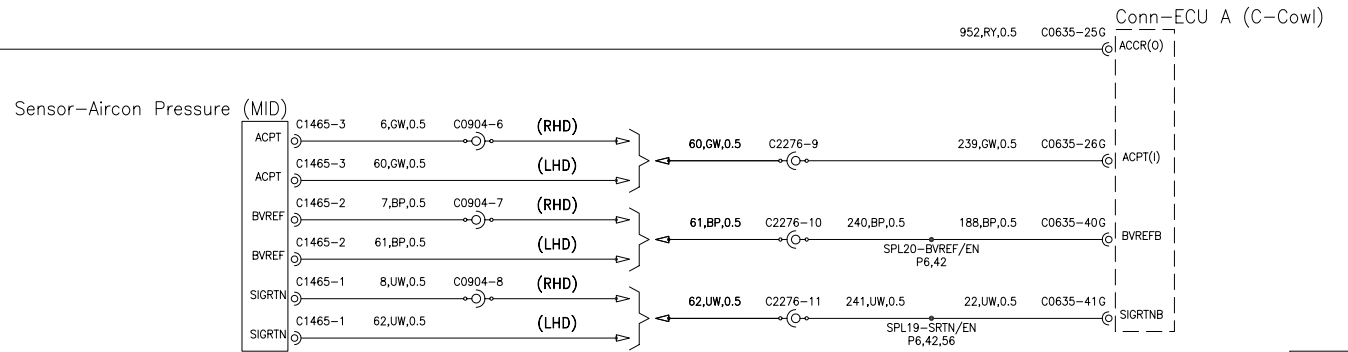 Conn-ECU A (C-Cowl)
952,RY,0.5 C0635-25G ACCR(O)
Sensor-Aircon Pressure (MID)
ACPT C1465-3 6,GW,0.5 C0904-6 (RHD)
60,GW,0.5 C2276-9 239,GW,0.5 C0635-26G ACPT(I)
ACPT C1465-3 60,GW,0.5 (LHD)
BVREF C1465-2 7,BP,0.5 C0904-7 (RHD)
61,BP,0.5 C2276-10 240,BP,0.5 188,BP,0.5 C0635-40G BVREFB
BVREF C1465-2 61,BP,0.5 (LHD)
SPL20-BVREF/EN
P6,42
SIGRTN C1465-1 8,UW,0.5 C0904-8 (RHD)
62,UW,0.5 C2276-11 241,UW,0.5 22,UW,0.5 C0635-41G SIGRTNB
SIGRTN C1465-1 62,UW,0.5 (LHD)
SPL19-SRTN/EN
P6,42,56